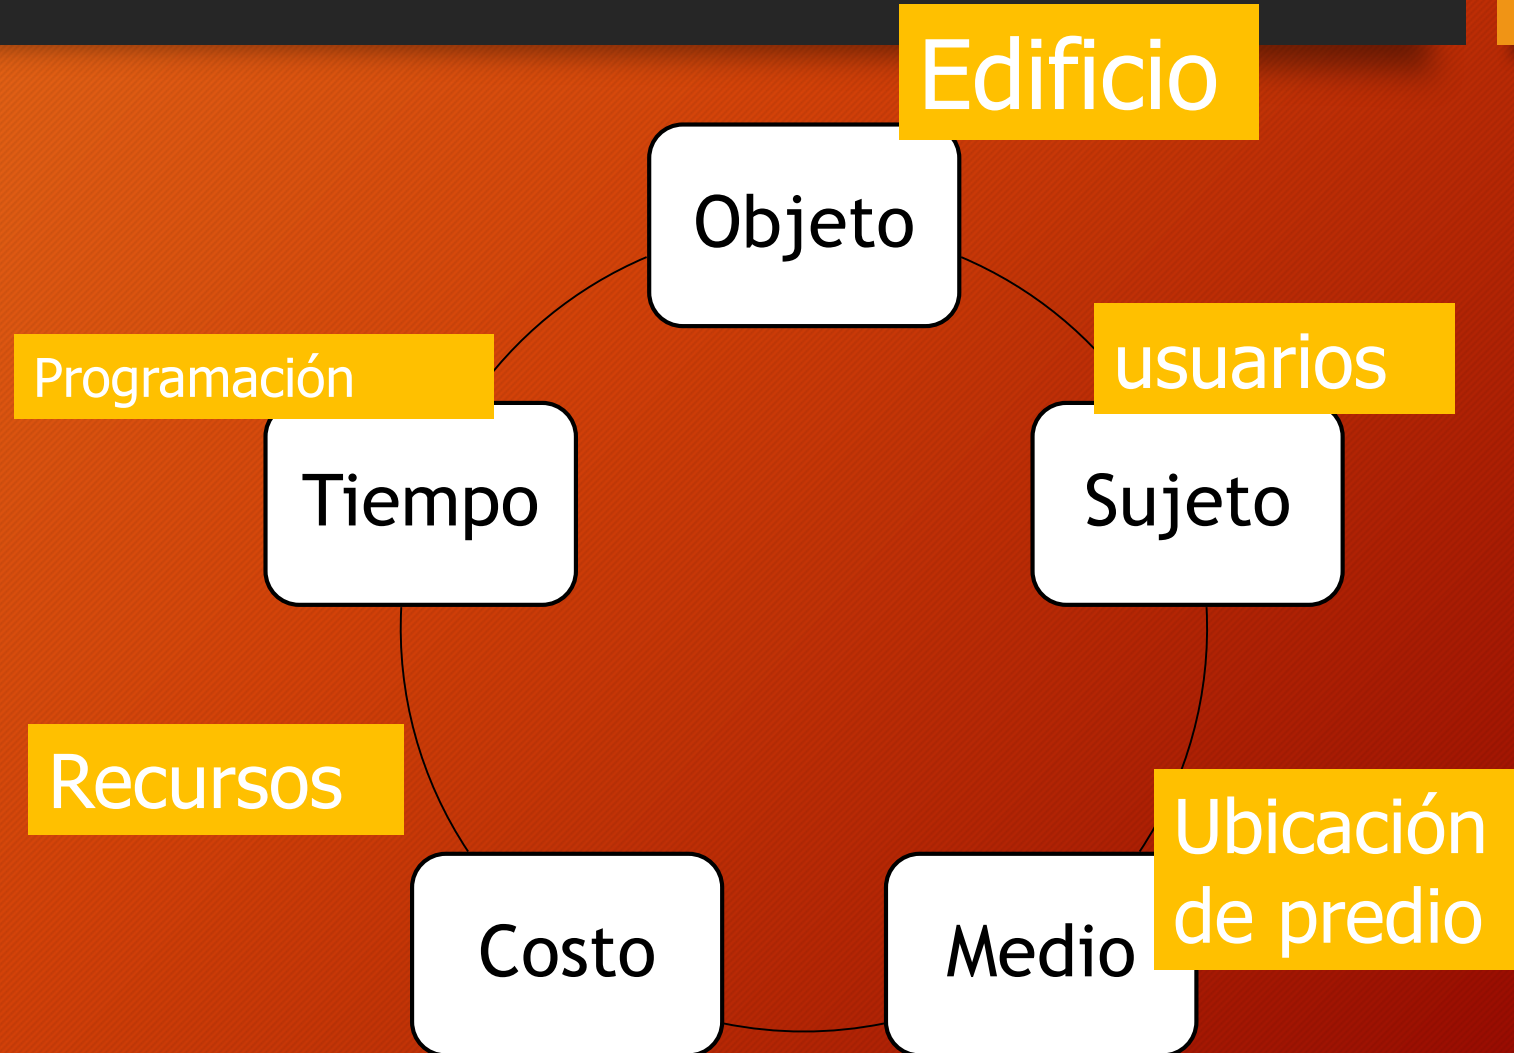 Edificio
Objeto
usuarios
Programación
Tiempo
Sujeto
Recursos
Ubicación
de predio
Costo
Medio